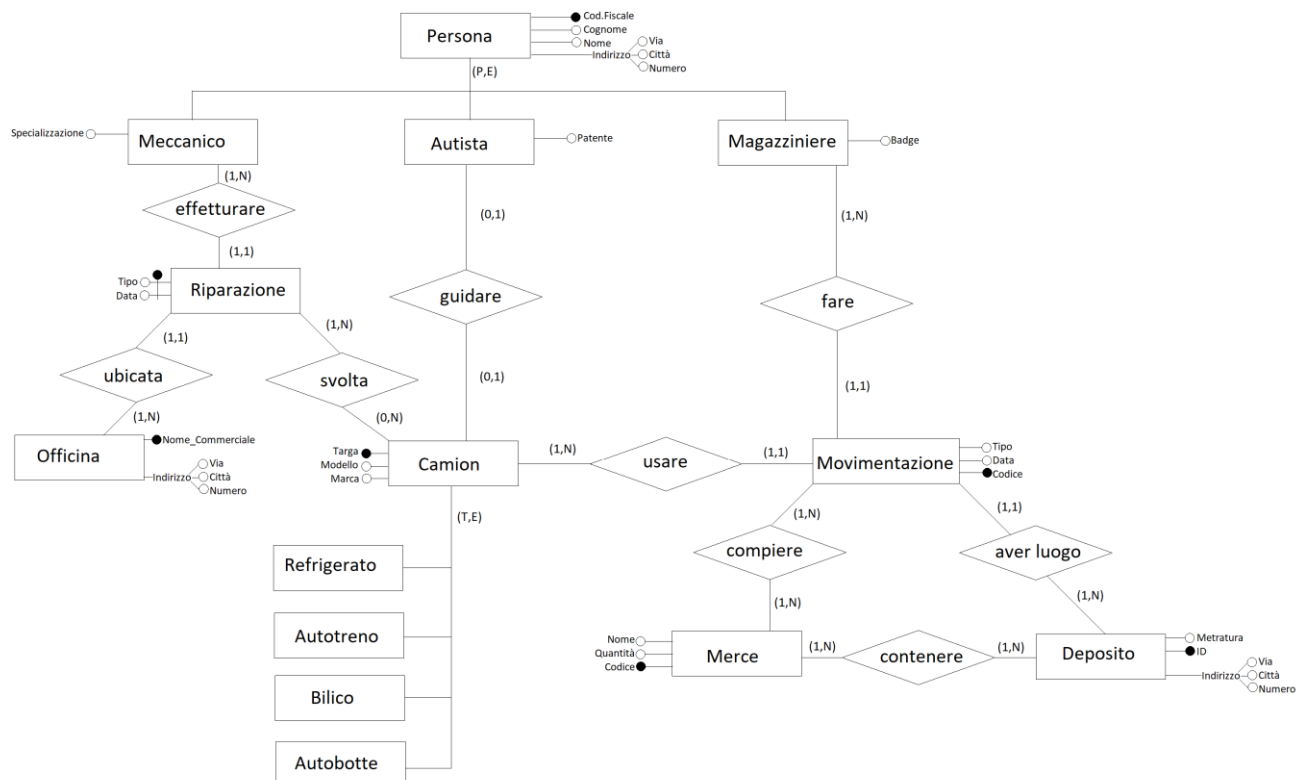 Persona
Cod.Fiscale
Cognome
Nome
Indirizzo
Via
Città
Numero
(P,E)
Specializzazione
Meccanico
Autista
Patente
Magazziniere
Badge
(1,N)
effetturare
(1,1)
(0,1)
guidare
(0,1)
(1,N)
fare
(1,1)
Tipo
Data
Riparazione
(1,1)
ubicata
(1,N)
(1,N)
svolta
(0,N)
Officina
Nome_Commerciale
Indirizzo
Via
Città
Numero
Targa
Modello
Marca
Camion
(1,N)
usare
(1,1)
Movimentazione
Tipo
Data
Codice
(T,E)
Refrigerato
Autotreno
Bilico
Autobotte
(1,N)
compiere
(1,N)
(1,1)
aver luogo
(1,N)
Nome
Quantità
Codice
Merce
(1,N)
contenere
(1,N)
Deposito
Metratura
ID
Indirizzo
Via
Città
Numero